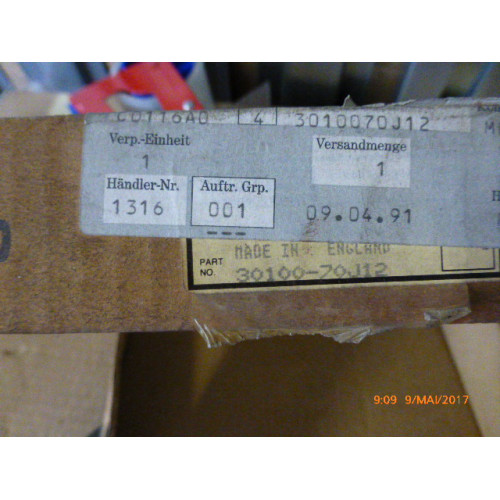 C0116A0 4 3010070J12
Verp.-Einheit Versandmenge
1 1
Händler-Nr. Auftr. Grp.
1316 001 09.04.91
MADE IN ENGLAND
PART NO. 30100-70J12
9:09 9/MAI/2017